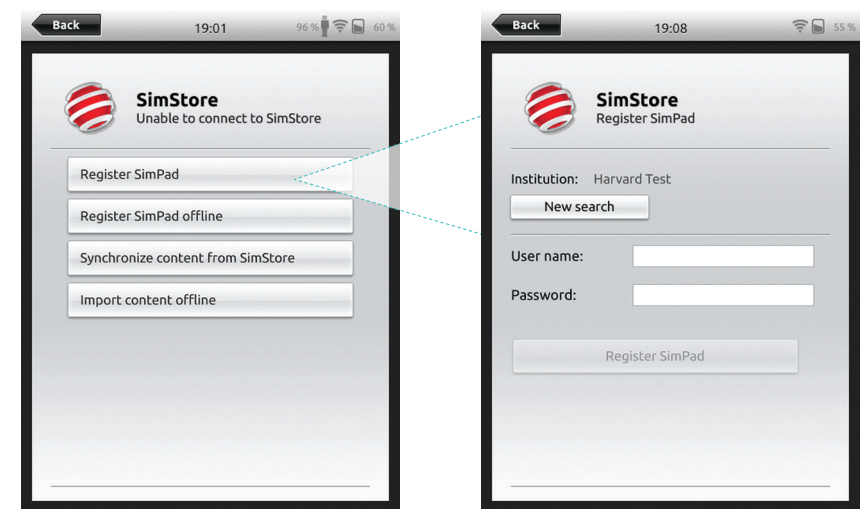 Back
19:01
96 %
60 %
SimStore
Unable to connect to SimStore
Register SimPad
Register SimPad offline
Synchronize content from SimStore
Import content offline
Back
19:08
55 %
SimStore
Register SimPad
Institution: Harvard Test
New search
User name:
Password:
Register SimPad